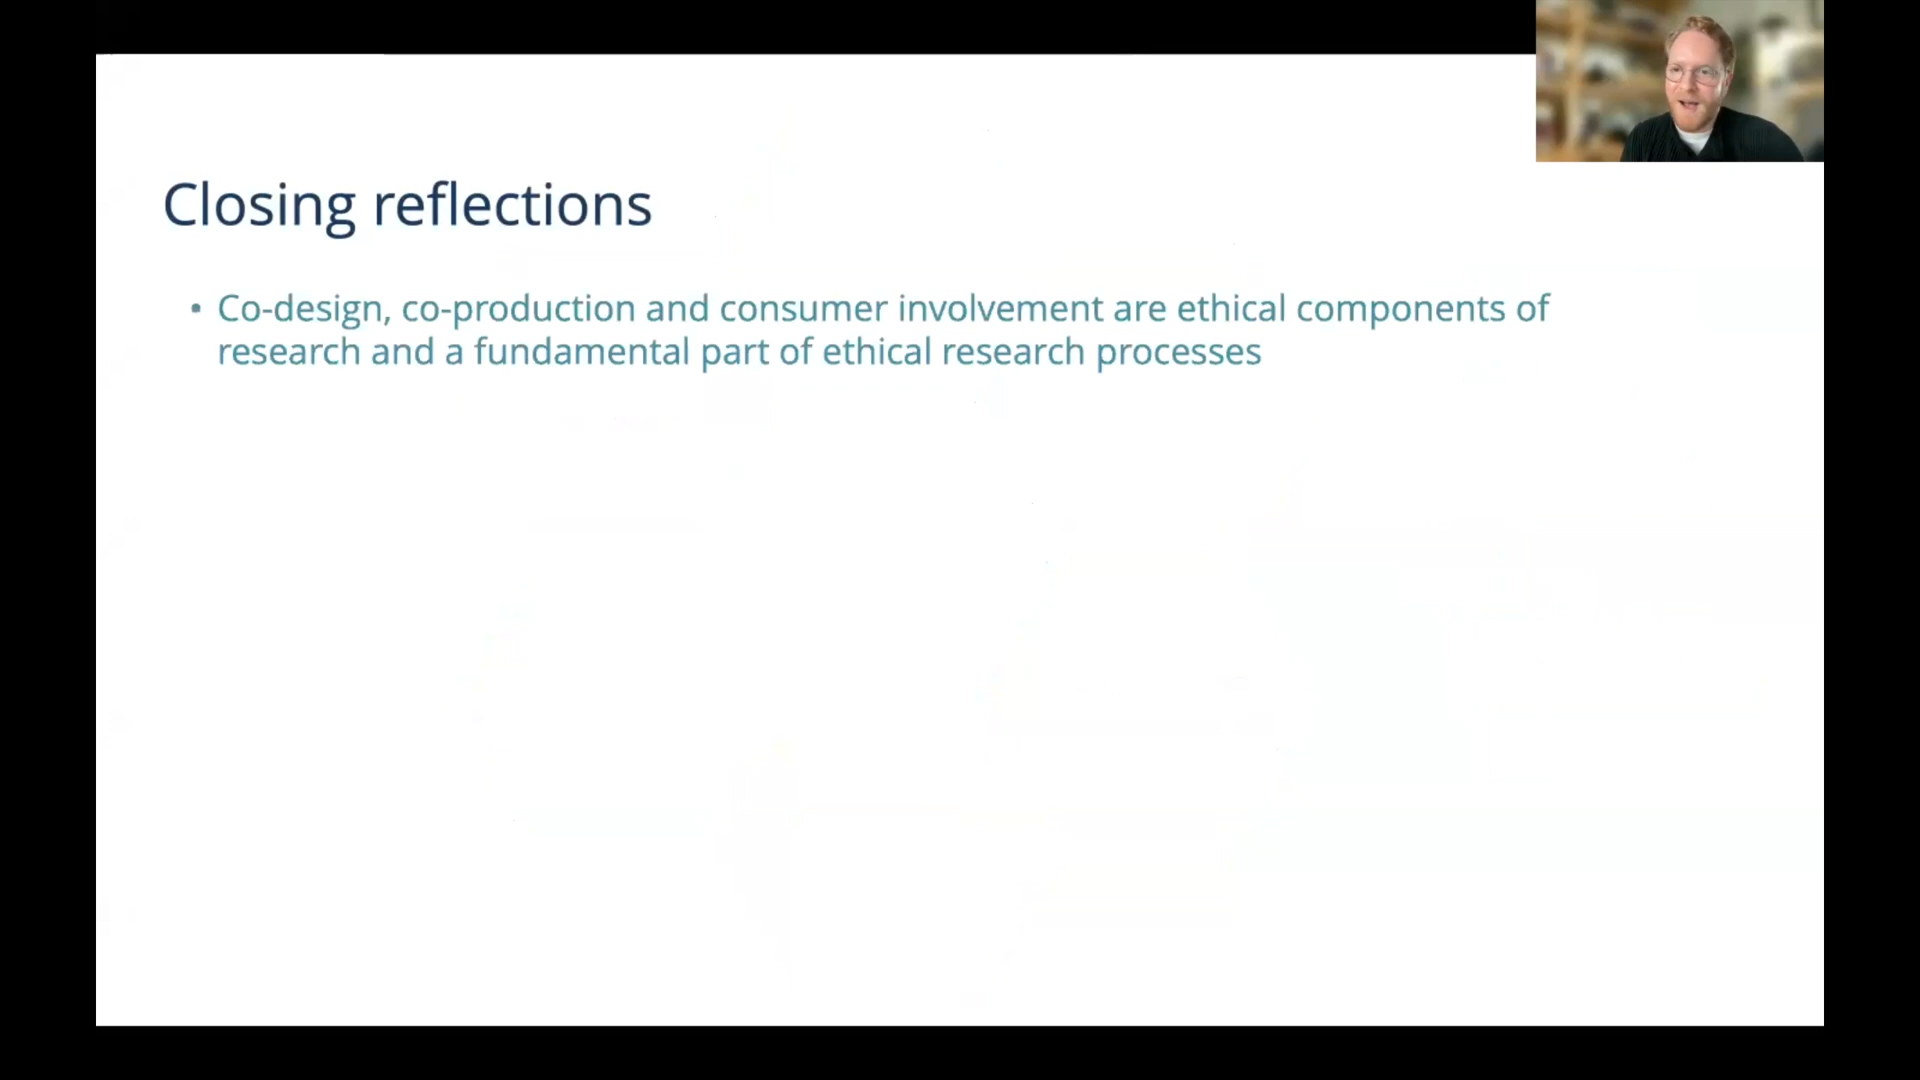 Closing reflections
• Co-design, co-production and consumer involvement are ethical components of
research and a fundamental part of ethical research processes